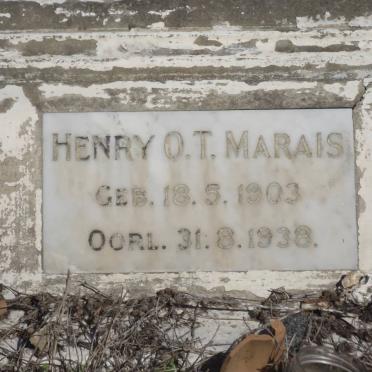 HENRY O.T. MARAIS
GEB. 18.5.1903
OORL. 31.8.1938.